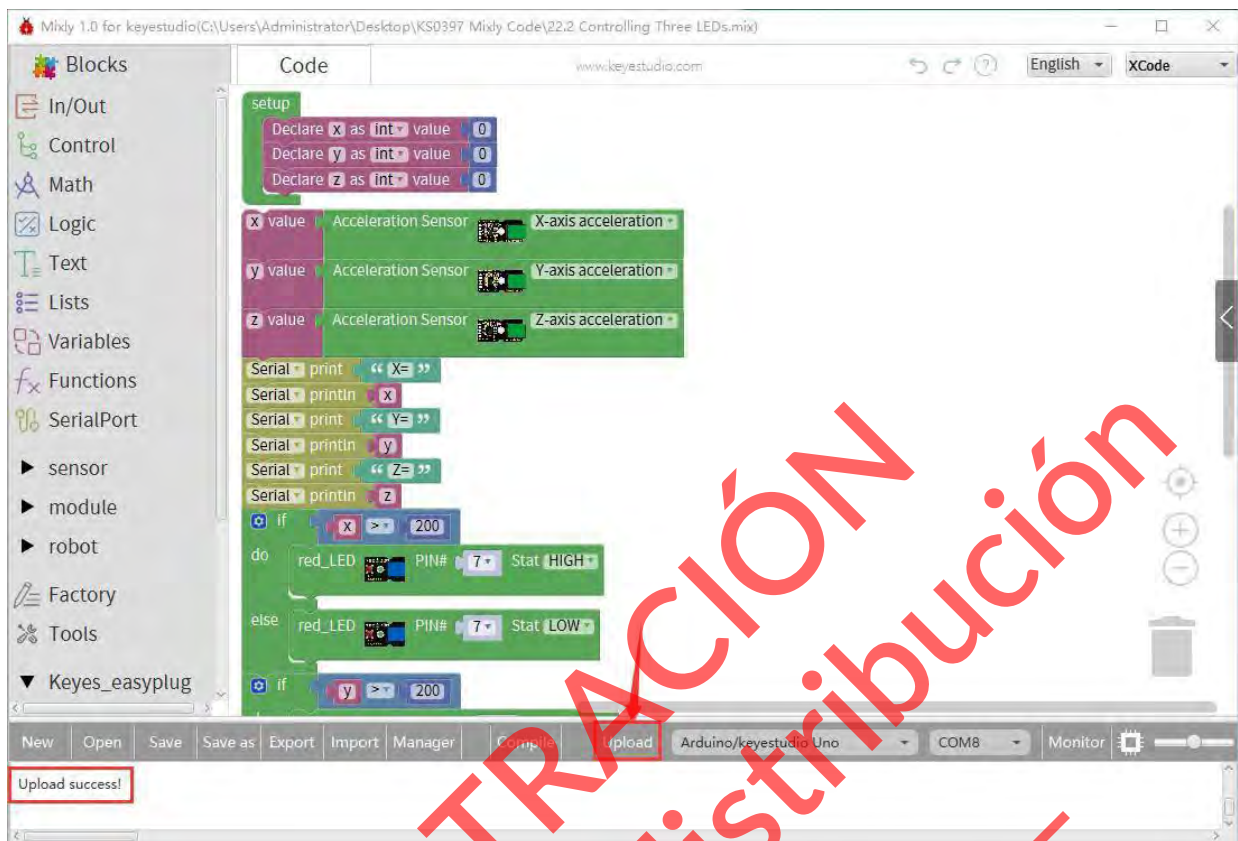 Mixly 1.0 for keyestudio(C:\Users\Administrator\Desktop\KS0397 Mixly Code\22.2 Controlling Three LEDs.mix)
Blocks
Code
www.keyestudio.com
English
XCode
In/Out
Control
Math
Logic
Text
Lists
Variables
Functions
SerialPort
sensor
module
robot
Factory
Tools
Keyes_easyplug
setup
Declare x as int value 0
Declare y as int value 0
Declare z as int value 0
x value Acceleration Sensor X-axis acceleration
y value Acceleration Sensor Y-axis acceleration
z value Acceleration Sensor Z-axis acceleration
Serial print “ X= ”
Serial println x
Serial print “ Y= ”
Serial println y
Serial print “ Z= ”
Serial println z
if x > 200
do red_LED PIN# 7 Stat HIGH
else red_LED PIN# 7 Stat LOW
if y > 200
New Open Save Save as Export Import Manager Compile Upload Arduino/keyestudio Uno COM8 Monitor
Upload success!
TRACIÓN
distribución